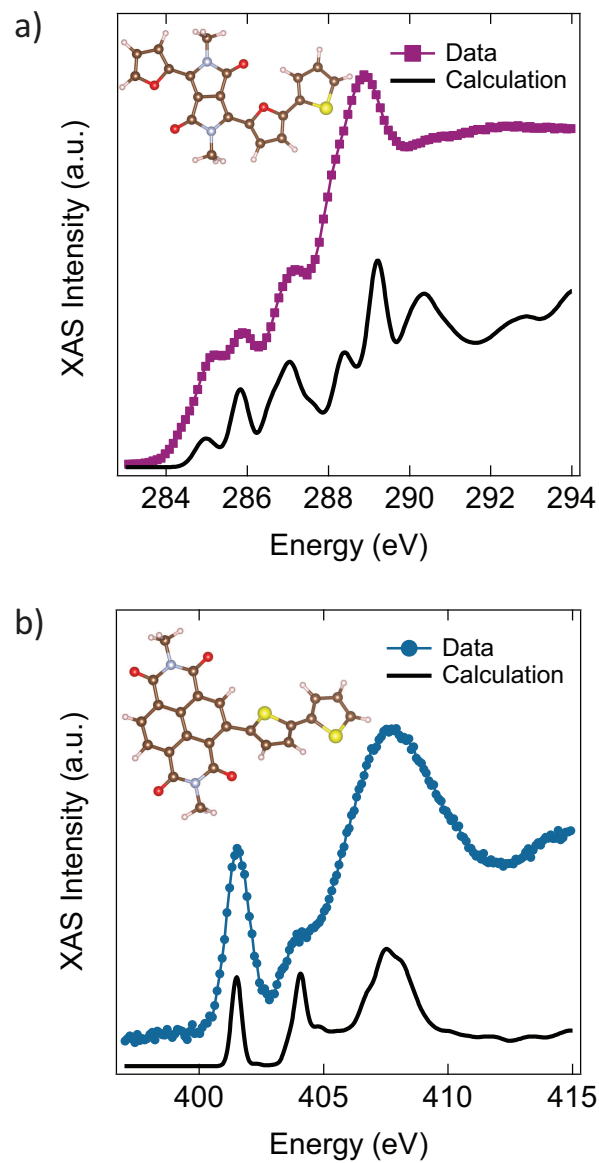 a)
Data
Calculation
XAS Intensity (a.u.)
284 286 288 290 292 294
Energy (eV)
b)
Data
Calculation
XAS Intensity (a.u.)
400 405 410 415
Energy (eV)